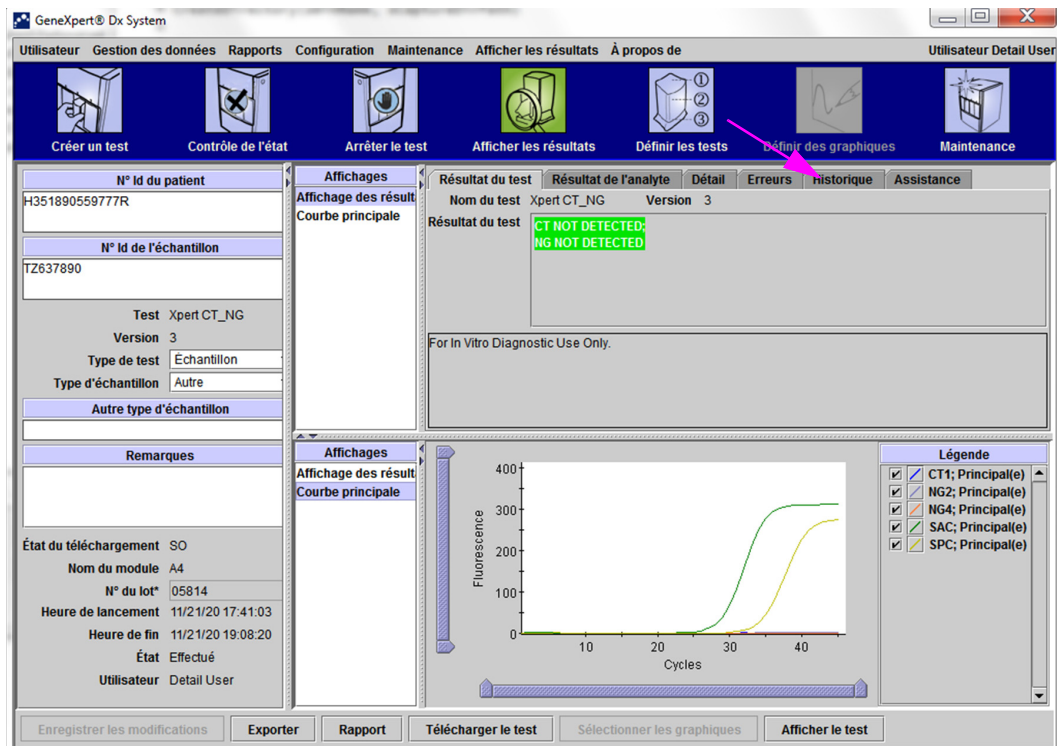 GeneXpert® Dx System
Utilisateur Gestion des données Rapports Configuration Maintenance Afficher les résultats À propos de Utilisateur Detail User
① ② ③
Créer un test Contrôle de l'état Arrêter le test Afficher les résultats Définir les tests Définir des graphiques Maintenance
N° Id du patient
H351890559777R
N° Id de l'échantillon
TZ637890
Test Xpert CT_NG
Version 3
Type de test Échantillon
Type d'échantillon Autre
Autre type d'échantillon
Remarques
État du téléchargement SO
Nom du module A4
N° du lot* 05814
Heure de lancement 11/21/20 17:41:03
Heure de fin 11/21/20 19:08:20
État Effectué
Utilisateur Detail User
Affichages
Affichage des résult
Courbe principale
Résultat du test Résultat de l'analyte Détail Erreurs Historique Assistance
Nom du test Xpert CT_NG Version 3
Résultat du test CT NOT DETECTED;
NG NOT DETECTED
For In Vitro Diagnostic Use Only.
Affichages
Affichage des résult
Courbe principale
Fluorescence
400
300
200
100
0
10 20 30 40
Cycles
Légende
CT1; Principal(e)
NG2; Principal(e)
NG4; Principal(e)
SAC; Principal(e)
SPC; Principal(e)
Enregistrer les modifications Exporter Rapport Télécharger le test Sélectionner les graphiques Afficher le test